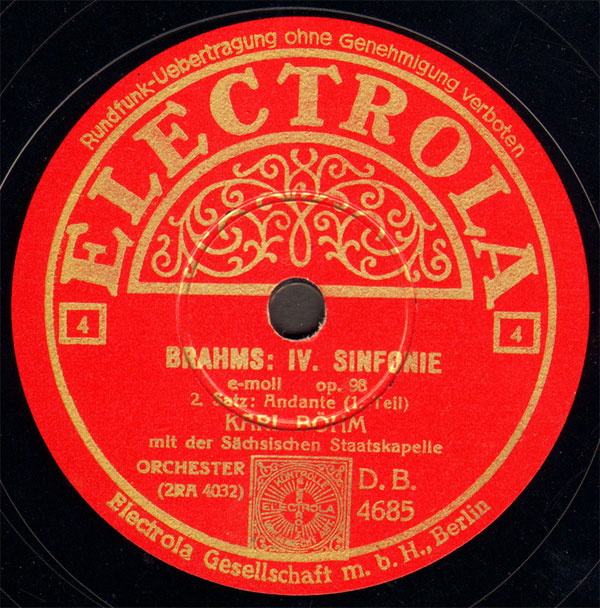 Rundfunk-Uebertragung ohne Genehmigung verboten
ELECTROLA
4
4
BRAHMS: IV. SINFONIE
e-moll op. 98
2. Satz: Andante (1. Teil)
KARL BÖHM
mit der Sächsischen Staatskapelle
ORCHESTER
(2RA 4032)
KONTROLLE
ELECTROLA
D.B.
4685
Electrola Gesellschaft m. b. H., Berlin